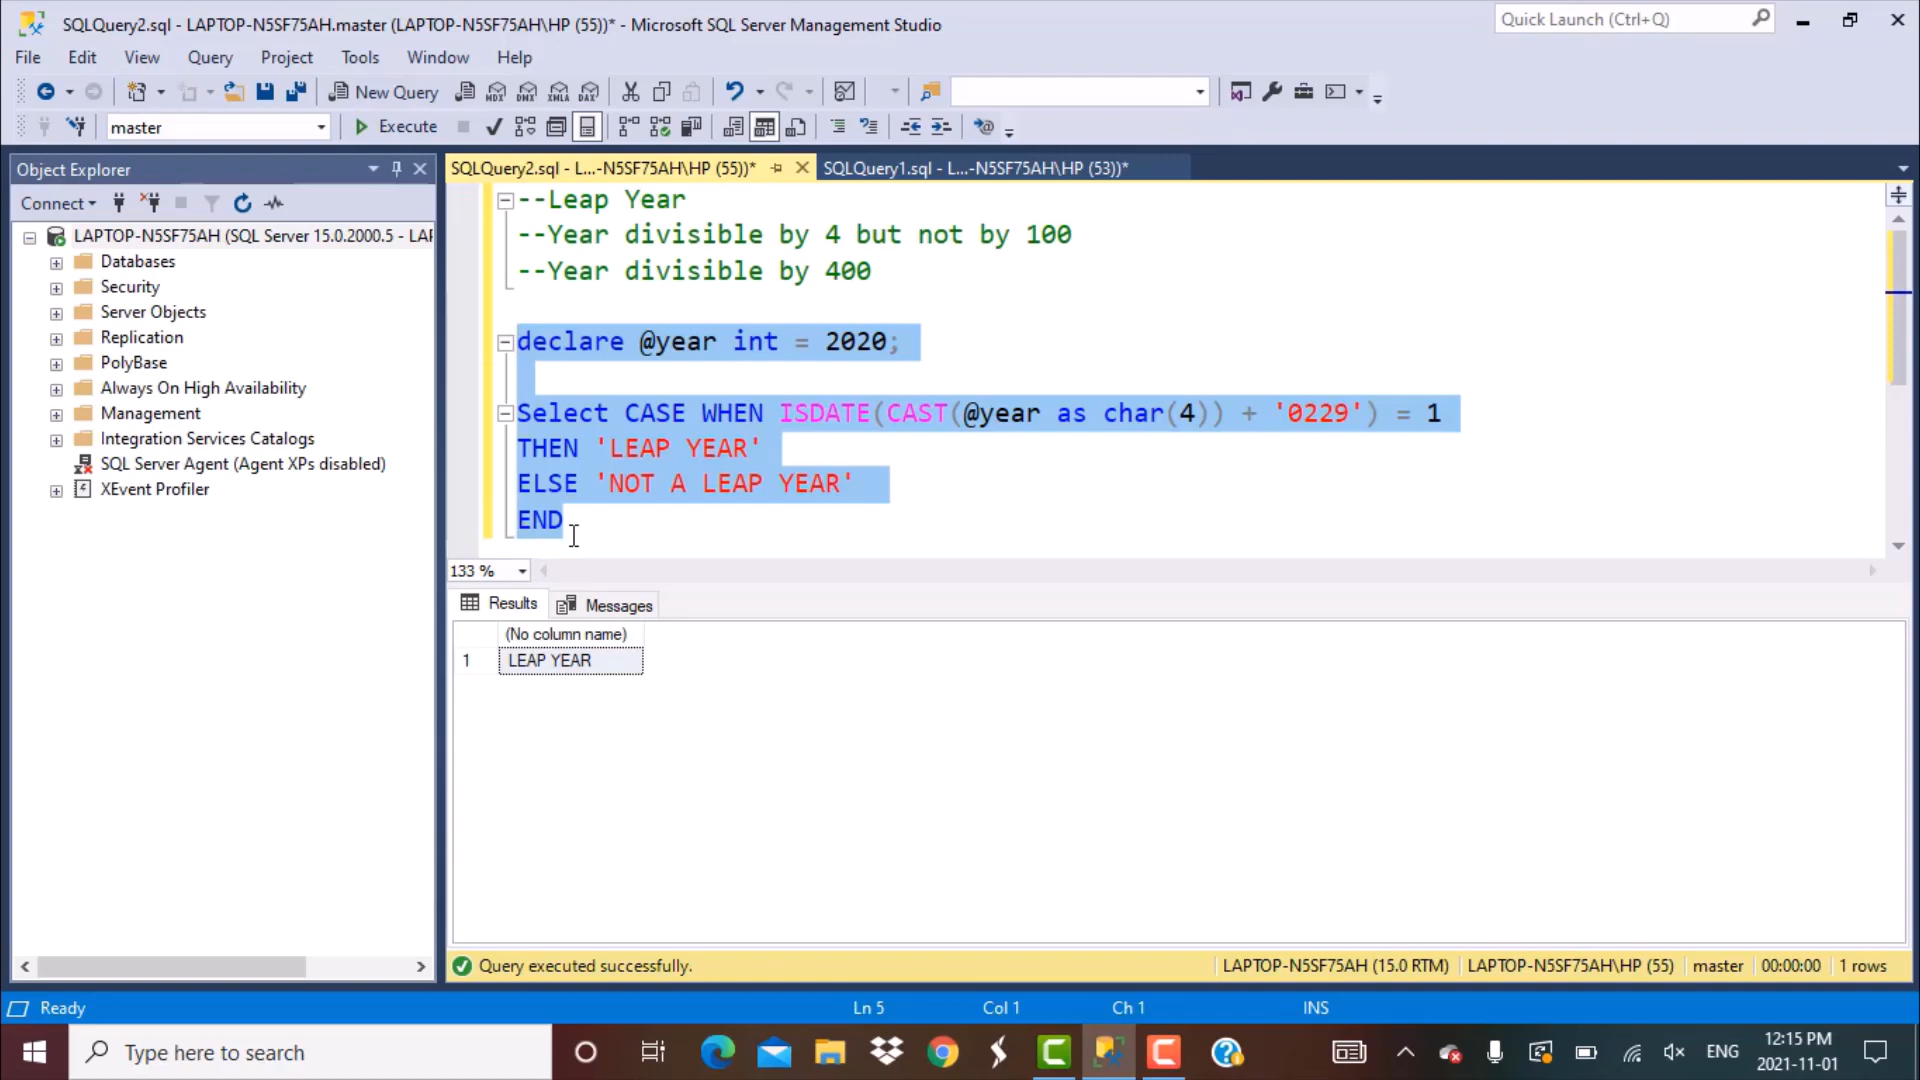 SQLQuery2.sql - LAPTOP-N5SF75AH.master (LAPTOP-N5SF75AH\HP (55))* - Microsoft SQL Server Management Studio
Quick Launch (Ctrl+Q)
File Edit View Query Project Tools Window Help
New Query MDX DMX XMLA DAX
master Execute
Object Explorer
SQLQuery2.sql - L...-N5SF75AH\HP (55))* SQLQuery1.sql - L...-N5SF75AH\HP (53))*
Connect
LAPTOP-N5SF75AH (SQL Server 15.0.2000.5 - LAP
Databases
Security
Server Objects
Replication
PolyBase
Always On High Availability
Management
Integration Services Catalogs
SQL Server Agent (Agent XPs disabled)
XEvent Profiler
--Leap Year
--Year divisible by 4 but not by 100
--Year divisible by 400
declare @year int = 2020;
Select CASE WHEN ISDATE(CAST(@year as char(4)) + '0229') = 1
THEN 'LEAP YEAR'
ELSE 'NOT A LEAP YEAR'
END
133 %
Results Messages
(No column name)
1 LEAP YEAR
Query executed successfully. LAPTOP-N5SF75AH (15.0 RTM) LAPTOP-N5SF75AH\HP (55) master 00:00:00 1 rows
Ready Ln 5 Col 1 Ch 1 INS
Type here to search
ENG
12:15 PM
2021-11-01